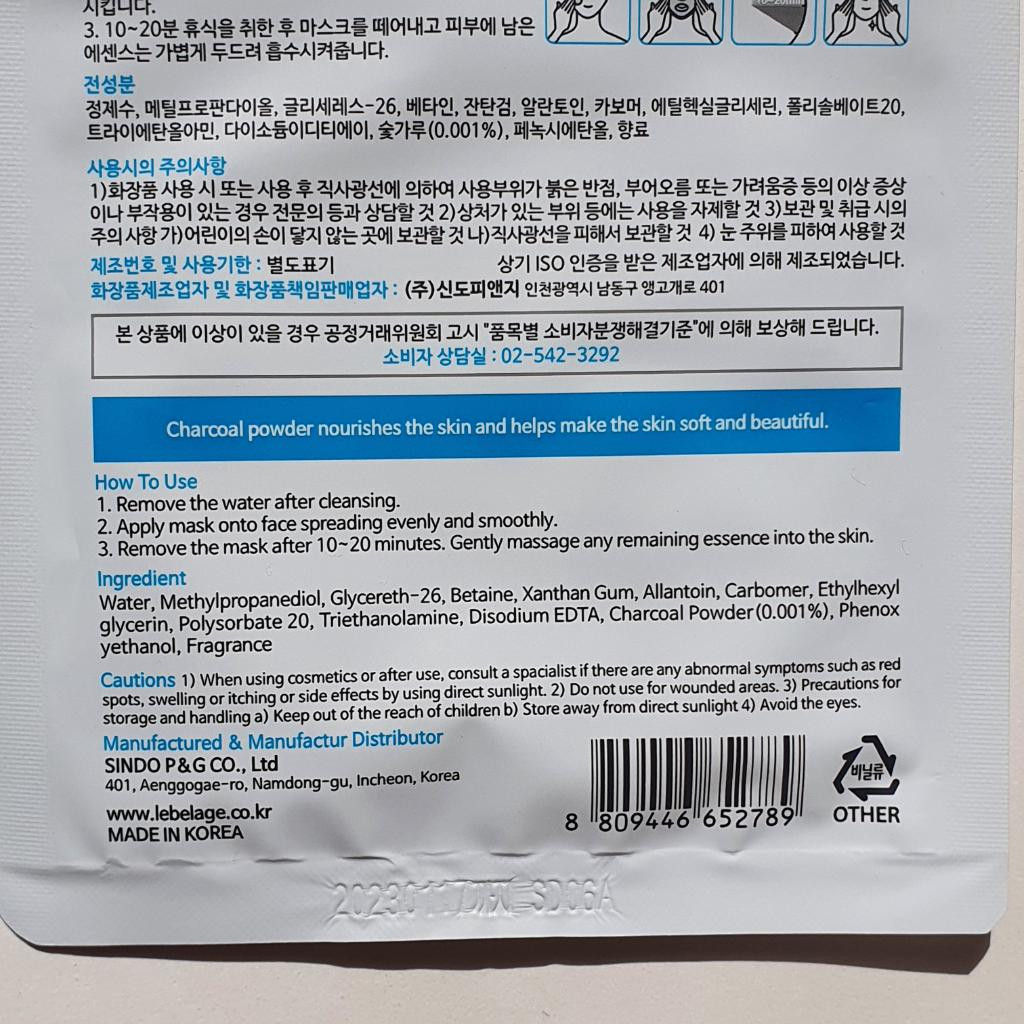 시킵니다.
3. 10~20분 휴식을 취한 후 마스크를 떼어내고 피부에 남은
에센스는 가볍게 두드려 흡수시켜줍니다.
전성분
정제수, 메틸프로판다이올, 글리세레스-26, 베타인, 잔탄검, 알란토인, 카보머, 에틸헥실글리세린, 폴리솔베이트20,
트라이에탄올아민, 다이소듐이디티에이, 숯가루(0.001%), 페녹시에탄올, 향료
사용시의 주의사항
1)화장품 사용 시 또는 사용 후 직사광선에 의하여 사용부위가 붉은 반점, 부어오름 또는 가려움증 등의 이상 증상
이나 부작용이 있는 경우 전문의 등과 상담할 것 2)상처가 있는 부위 등에는 사용을 자제할 것 3)보관 및 취급 시의
주의 사항 가)어린이의 손이 닿지 않는 곳에 보관할 것 나)직사광선을 피해서 보관할 것 4) 눈 주위를 피하여 사용할 것
제조번호 및 사용기한 : 별도표기 상기 ISO 인증을 받은 제조업자에 의해 제조되었습니다.
화장품제조업자 및 화장품책임판매업자 : (주)신도피앤지 인천광역시 남동구 앵고개로 401
본 상품에 이상이 있을 경우 공정거래위원회 고시 "품목별 소비자분쟁해결기준"에 의해 보상해 드립니다.
소비자 상담실 : 02-542-3292
Charcoal powder nourishes the skin and helps make the skin soft and beautiful.
How To Use
1. Remove the water after cleansing.
2. Apply mask onto face spreading evenly and smoothly.
3. Remove the mask after 10~20 minutes. Gently massage any remaining essence into the skin.
Ingredient
Water, Methylpropanediol, Glycereth-26, Betaine, Xanthan Gum, Allantoin, Carbomer, Ethylhexyl
glycerin, Polysorbate 20, Triethanolamine, Disodium EDTA, Charcoal Powder(0.001%), Phenox
yethanol, Fragrance
Cautions 1) When using cosmetics or after use, consult a spacialist if there are any abnormal symptoms such as red
spots, swelling or itching or side effects by using direct sunlight. 2) Do not use for wounded areas. 3) Precautions for
storage and handling a) Keep out of the reach of children b) Store away from direct sunlight 4) Avoid the eyes.
Manufactured & Manufactur Distributor
SINDO P&G CO., Ltd
401, Aenggogae-ro, Namdong-gu, Incheon, Korea
www.lebelage.co.kr
MADE IN KOREA
8 809446 652789
비닐류
OTHER
20230117까지 SD06A